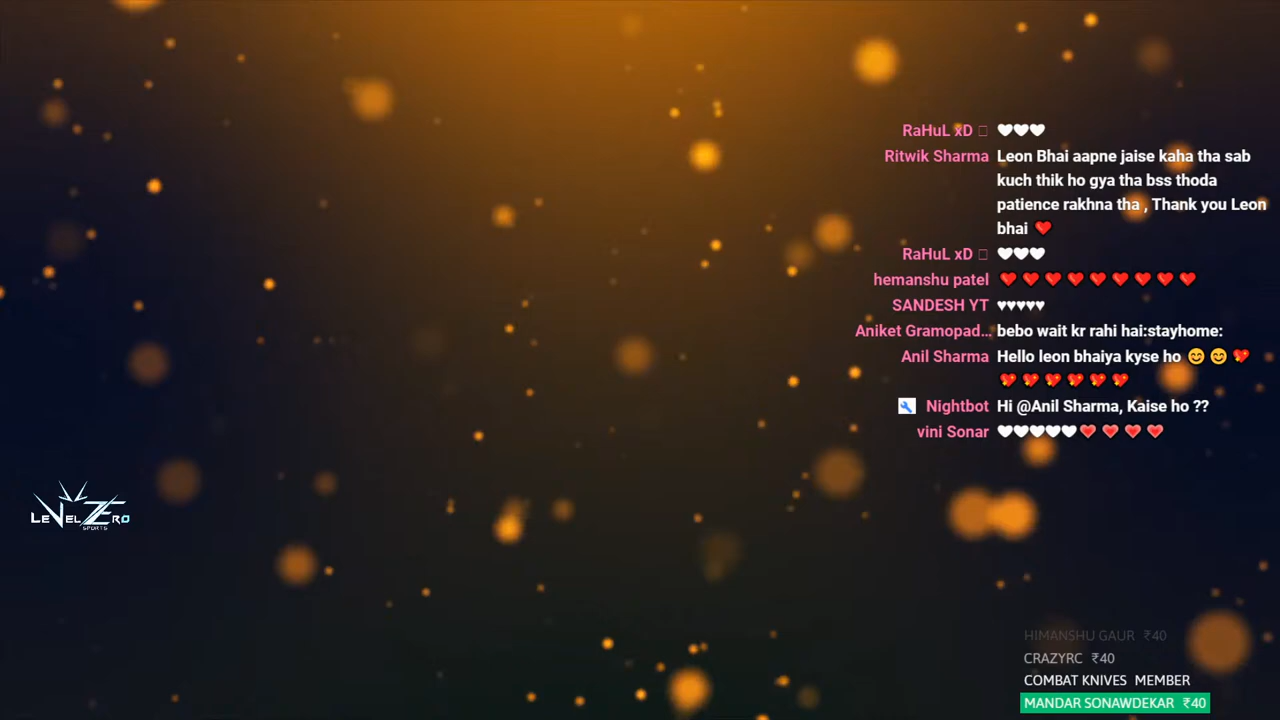 RaHuL xD 🤍🤍🤍
Ritwik Sharma Leon Bhai aapne jaise kaha tha sab
kuch thik ho gya tha bss thoda
patience rakhna tha , Thank you Leon
bhai ❤️
RaHuL xD 🤍🤍🤍
hemanshu patel ❤️❤️❤️❤️❤️❤️❤️❤️❤️
SANDESH YT ♥♥♥♥♥
Aniket Gramopad... bebo wait kr rahi hai:stayhome:
Anil Sharma Hello leon bhaiya kyse ho 😊😊💖
💖💖💖💖💖💖
Nightbot Hi @Anil Sharma, Kaise ho ??
vini Sonar 🤍🤍🤍🤍🤍❤️❤️❤️❤️
LEVEL ZERO
SPORTS
HIMANSHU GAUR ₹40
CRAZYRC ₹40
COMBAT KNIVES MEMBER
MANDAR SONAWDEKAR ₹40